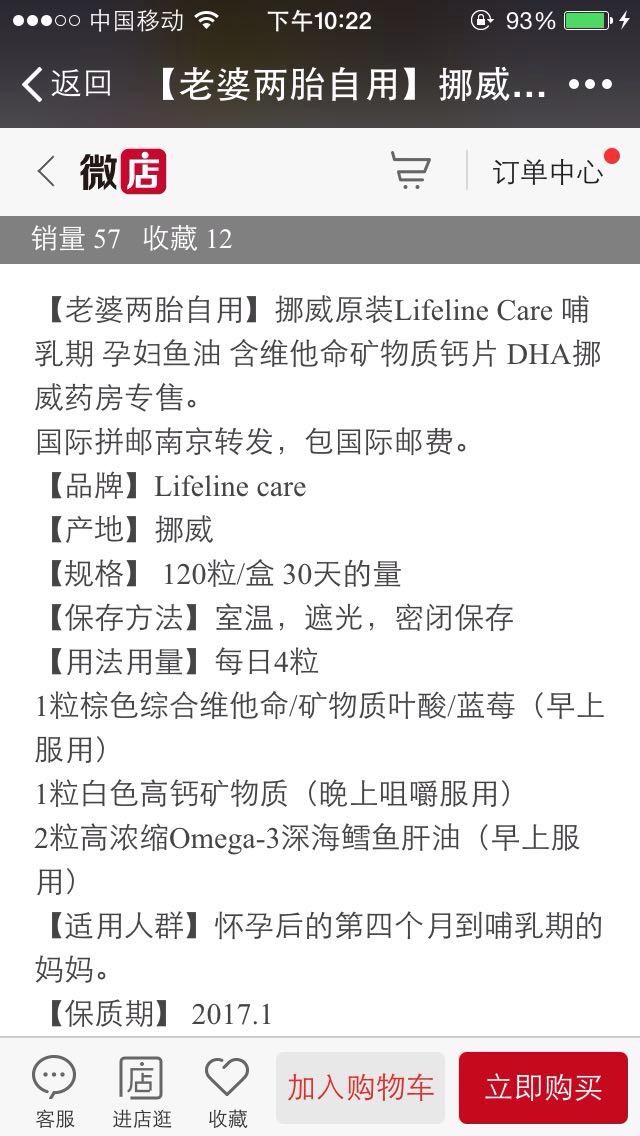 中国移动 下午10:22 93%
返回 【老婆两胎自用】挪威... •••
微店 订单中心
销量 57 收藏 12
【老婆两胎自用】挪威原装Lifeline Care 哺
乳期 孕妇鱼油 含维他命矿物质钙片 DHA挪
威药房专售。
国际拼邮南京转发，包国际邮费。
【品牌】Lifeline care
【产地】挪威
【规格】 120粒/盒 30天的量
【保存方法】室温，遮光，密闭保存
【用法用量】每日4粒
1粒棕色综合维他命/矿物质叶酸/蓝莓（早上
服用）
1粒白色高钙矿物质（晚上咀嚼服用）
2粒高浓缩Omega-3深海鳕鱼肝油（早上服
用）
【适用人群】怀孕后的第四个月到哺乳期的
妈妈。
【保质期】 2017.1
店
客服 进店逛 收藏 加入购物车 立即购买